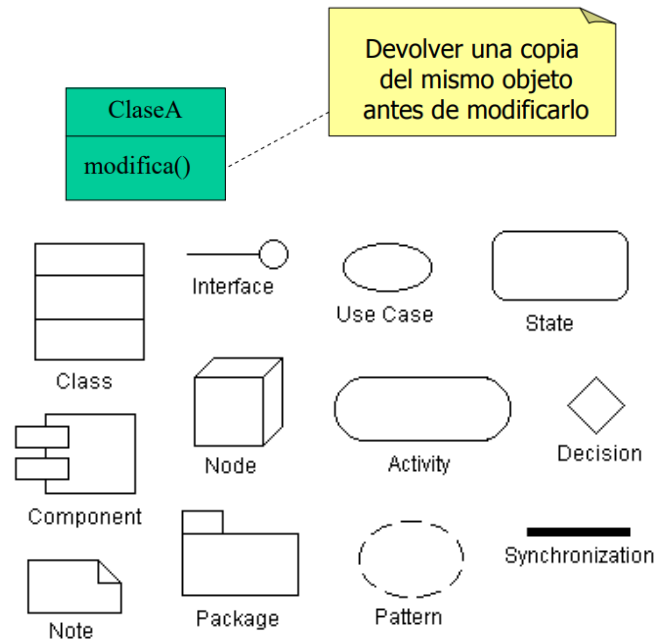 Devolver una copia
del mismo objeto
antes de modificarlo
ClaseA
modifica()
Interface
Use Case
State
Class
Node
Activity
Decision
Component
Synchronization
Note
Package
Pattern